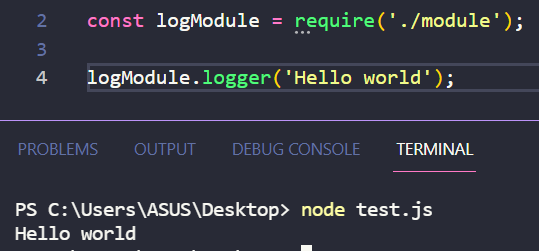 2 const logModule = require('./module');
3
4 logModule.logger('Hello world');
PROBLEMS OUTPUT DEBUG CONSOLE TERMINAL
PS C:\Users\ASUS\Desktop> node test.js
Hello world